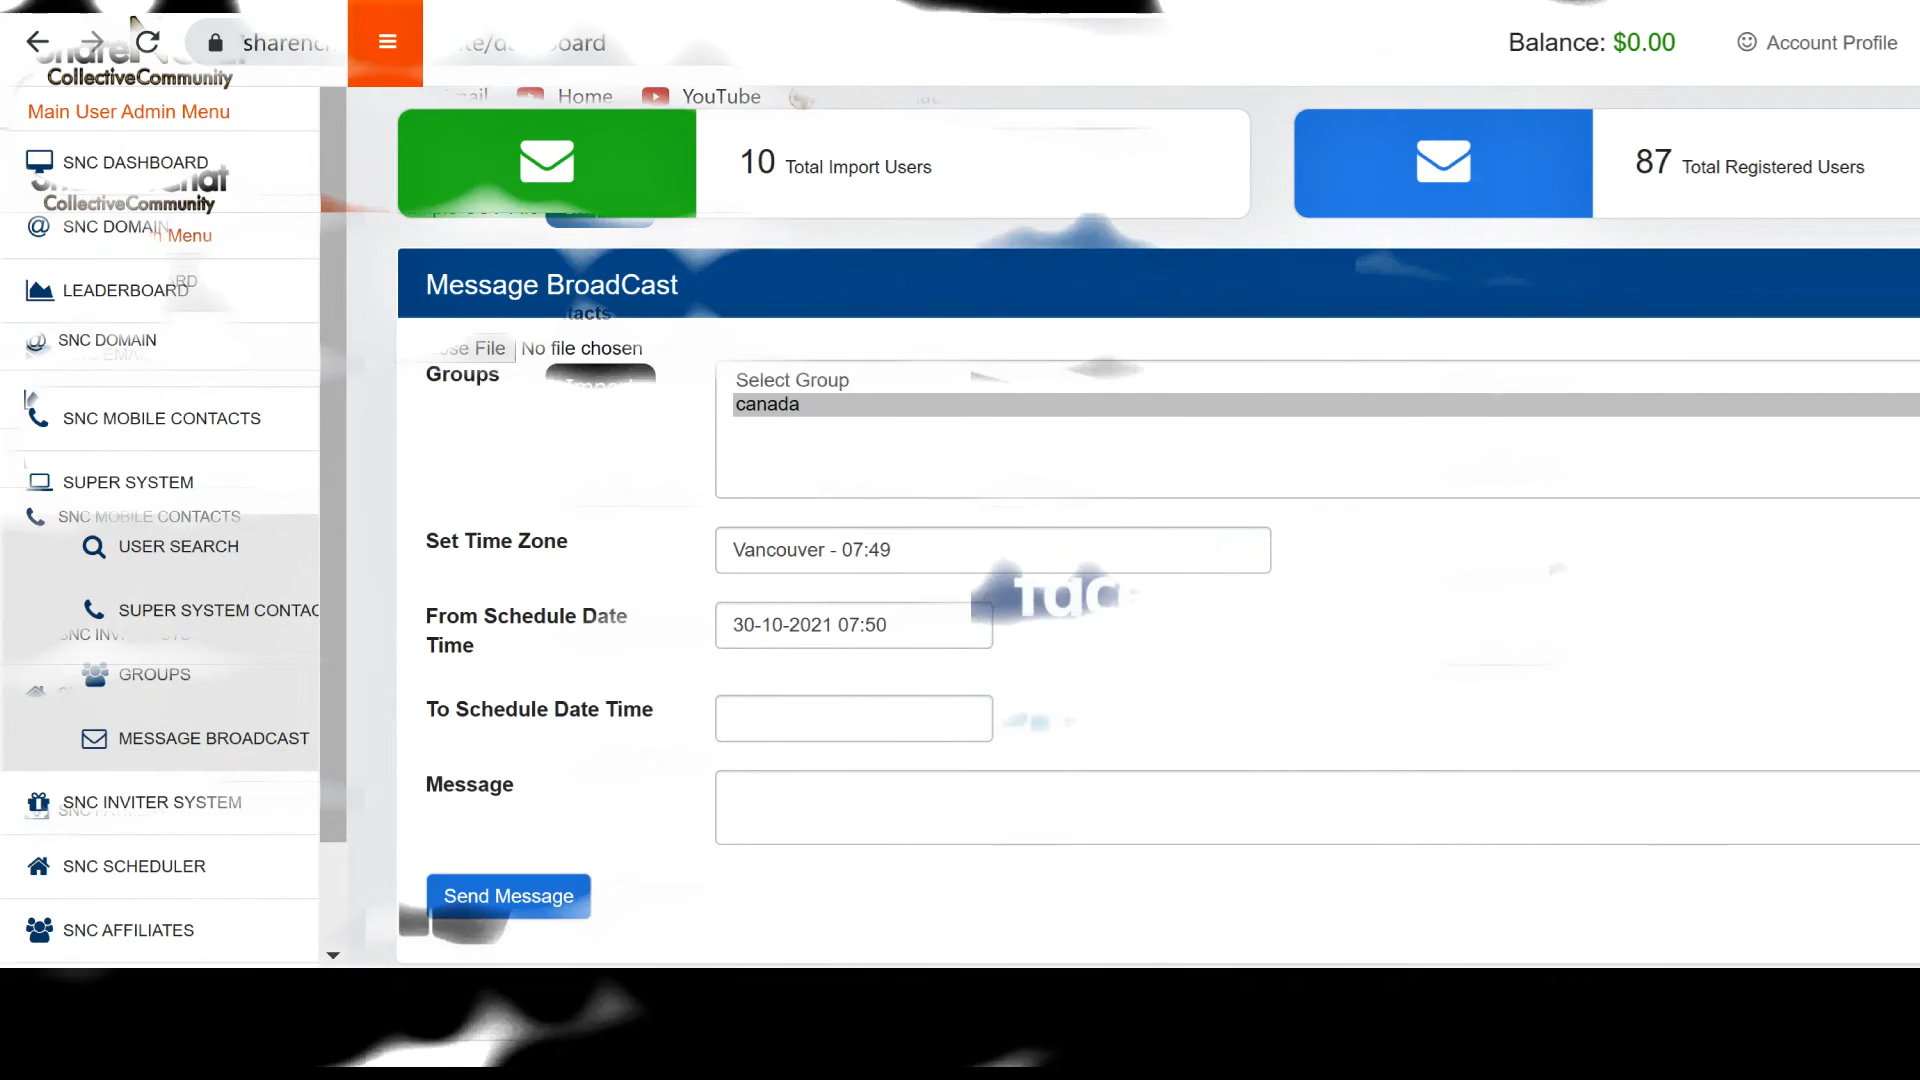 sharenc
board
Balance: $0.00
Account Profile
CollectiveCommunity
Main User Admin Menu
Home
YouTube
10 Total Import Users
87 Total Registered Users
SNC DASHBOARD
CollectiveCommunity
SNC DOMAIN
Menu
Message BroadCast
LEADERBOARD
SNC DOMAIN
File No file chosen
Groups
Select Group
canada
SNC MOBILE CONTACTS
SUPER SYSTEM
SNC MOBILE CONTACTS
USER SEARCH
Set Time Zone
Vancouver - 07:49
SUPER SYSTEM CONTAC
From Schedule Date
Time
30-10-2021 07:50
GROUPS
To Schedule Date Time
MESSAGE BROADCAST
Message
SNC INVITER SYSTEM
SNC SCHEDULER
Send Message
SNC AFFILIATES